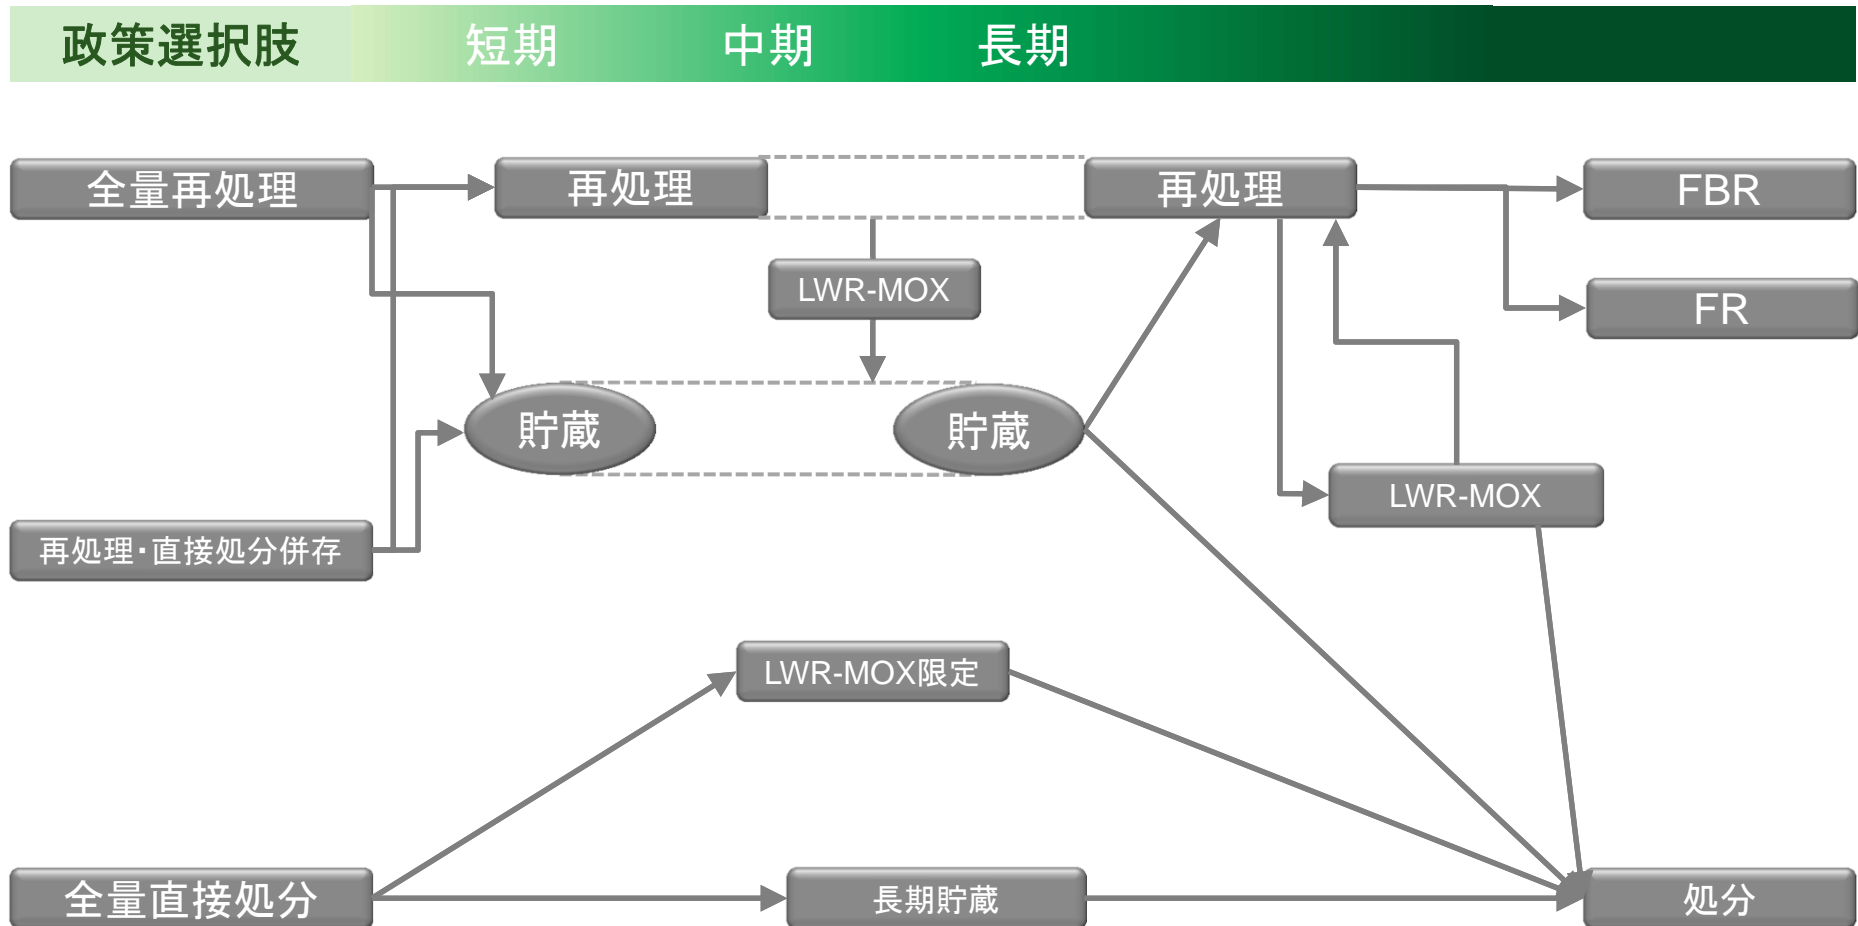 政策選択肢 短期 中期 長期
全量再処理 再処理 再処理 FBR
LWR-MOX FR
貯蔵 貯蔵
LWR-MOX
再処理・直接処分併存
LWR-MOX限定
全量直接処分 長期貯蔵 処分